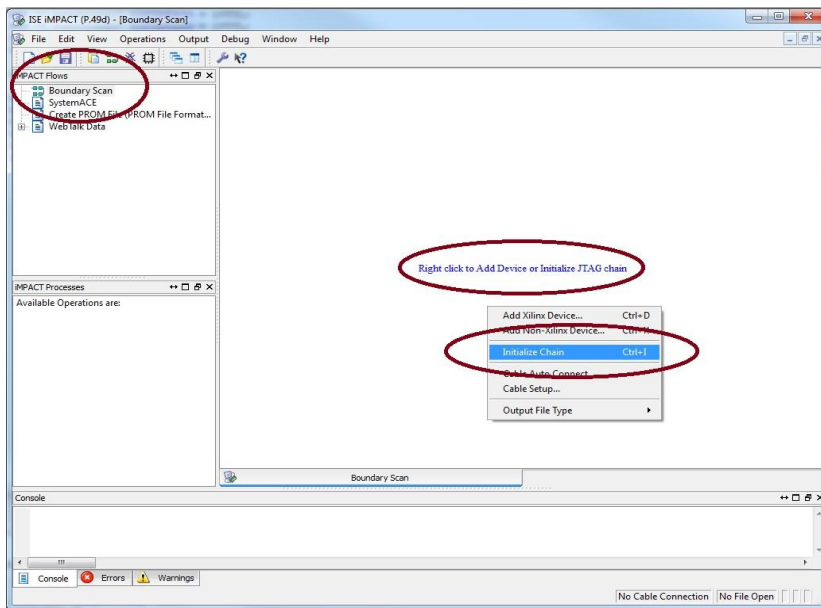 ISE iMPACT (P.49d) - [Boundary Scan]
File Edit View Operations Output Debug Window Help
iMPACT Flows
Boundary Scan
SystemACE
Create PROM File (PROM File Format...
WebTalk Data
Right click to Add Device or Initialize JTAG chain
Add Xilinx Device... Ctrl+D
Add Non-Xilinx Device... Ctrl+K
Initialize Chain Ctrl+I
Cable Auto Connect
Cable Setup...
Output File Type
iMPACT Processes
Available Operations are:
Boundary Scan
Console
Console Errors Warnings
No Cable Connection No File Open